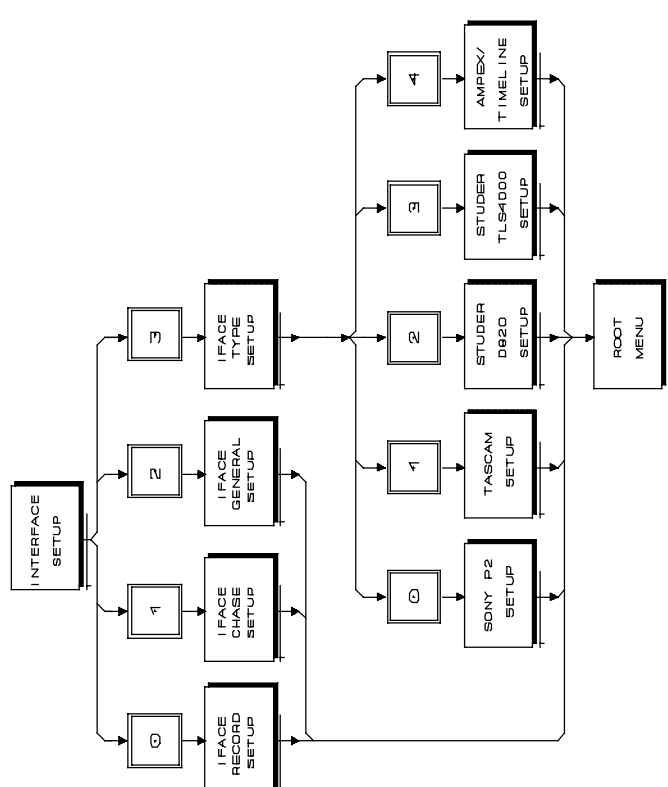 INTERFACE
SETUP
0
1
2
3
IFACE
RECORD
SETUP
IFACE
CHASE
SETUP
IFACE
GENERAL
SETUP
IFACE
TYPE
SETUP
0
1
2
3
4
SONY P2
SETUP
TASCAM
SETUP
STUDER
D820
SETUP
STUDER
TLS4000
SETUP
AMPEX/
TIMELINE
SETUP
ROOT
MENU